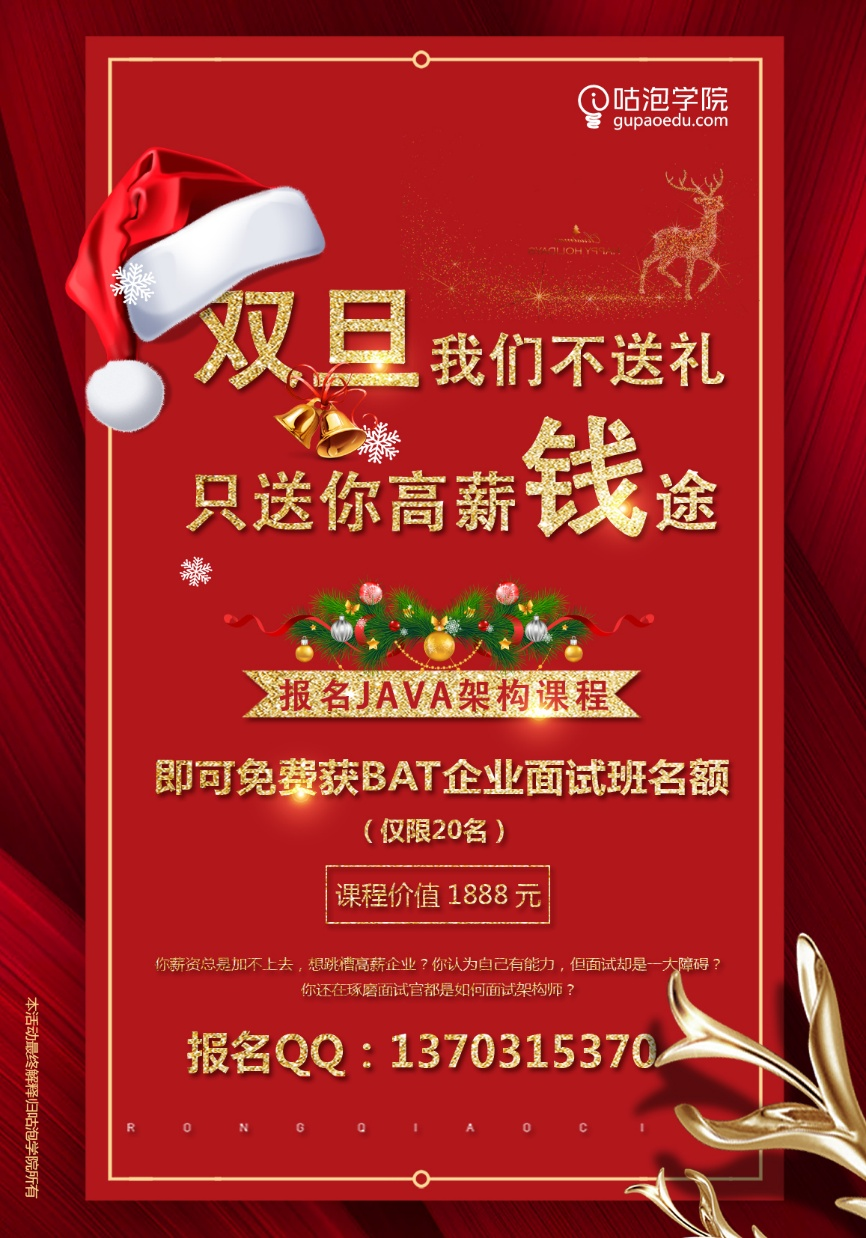 咕泡学院
gupaoedu.com
HAPPY HOLIDAYS
双旦我们不送礼
只送你高薪钱途
报名JAVA架构课程
即可免费获BAT企业面试班名额
（仅限20名）
课程价值 1888 元
你薪资总是加不上去，想跳槽高薪企业？你认为自己有能力，但面试却是一大障碍？
你还在琢磨面试官都是如何面试架构师？
报名QQ：1370315370
RONGQIAOCI
本活动最终解释归咕泡学院所有